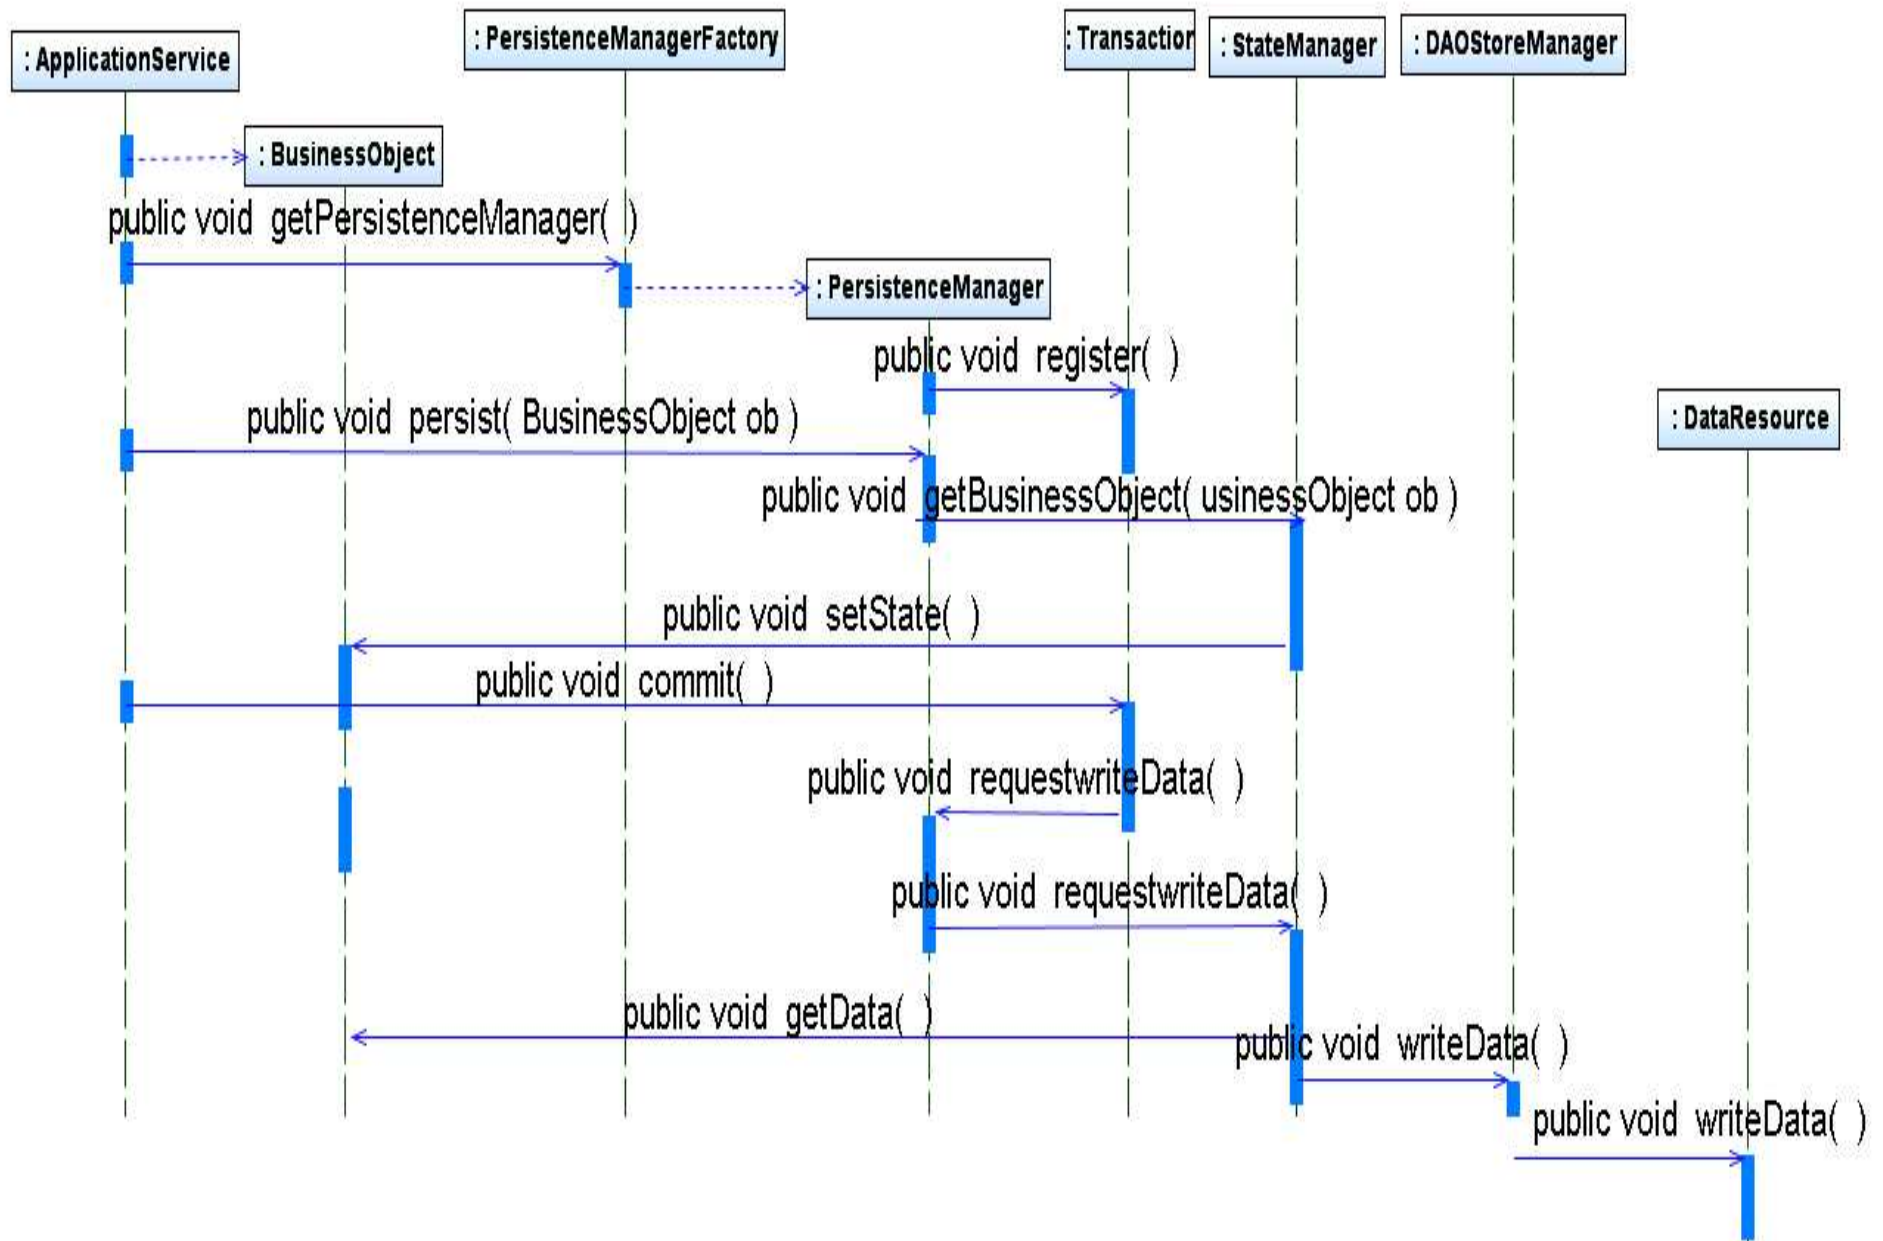 : ApplicationService
: PersistenceManagerFactory
: Transaction
: StateManager
: DAOStoreManager
: BusinessObject
public void getPersistenceManager( )
: PersistenceManager
public void register( )
: DataResource
public void persist( BusinessObject ob )
public void getBusinessObject( usinessObject ob )
public void setState( )
public void commit( )
public void requestwriteData( )
public void requestwriteData( )
public void getData( )
public void writeData( )
public void writeData( )